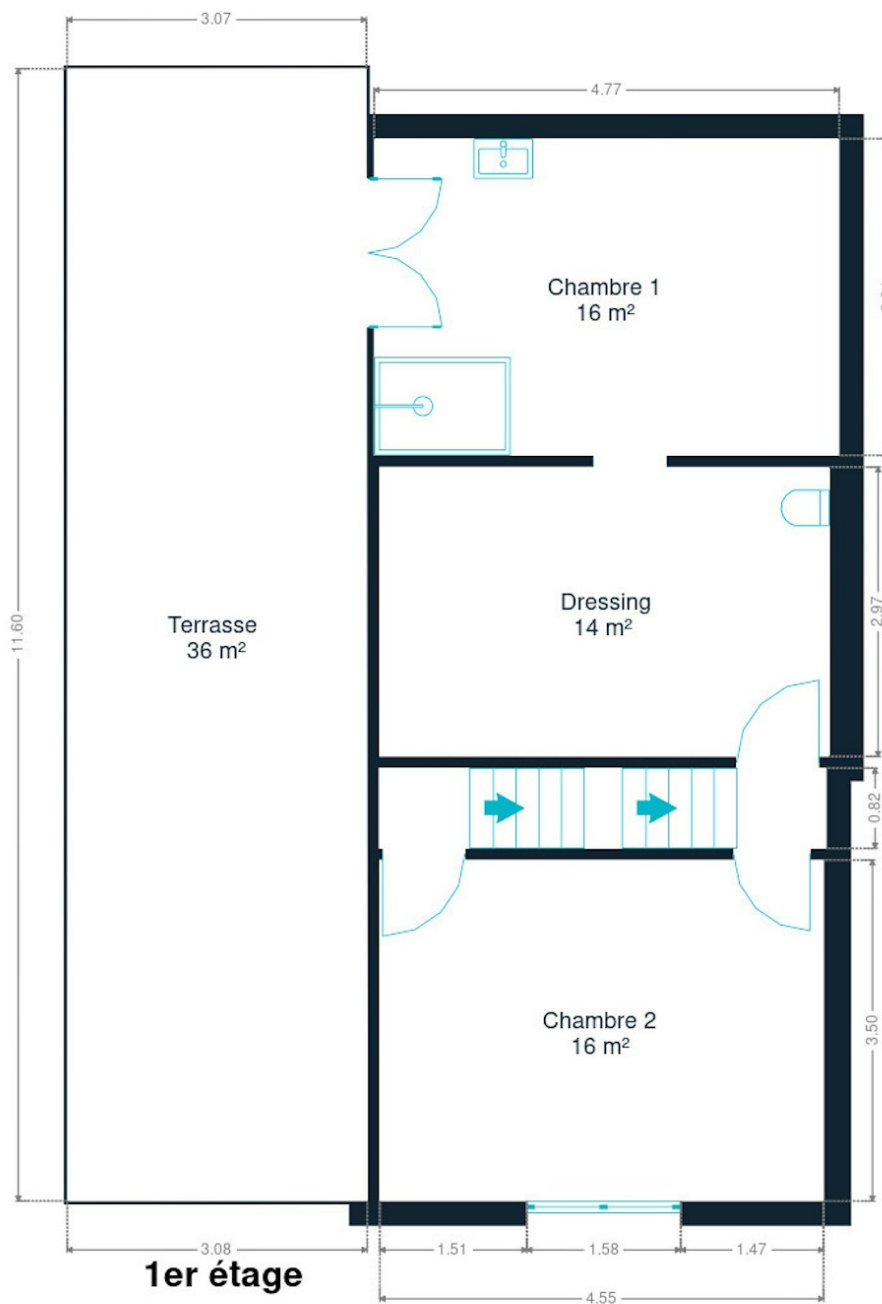 3.07
4.77
Chambre 1
16 m²
11.60
Terrasse
36 m²
Dressing
14 m²
2.97
0.82
Chambre 2
16 m²
3.50
3.08
1.51
1.58
1.47
1er étage
4.55